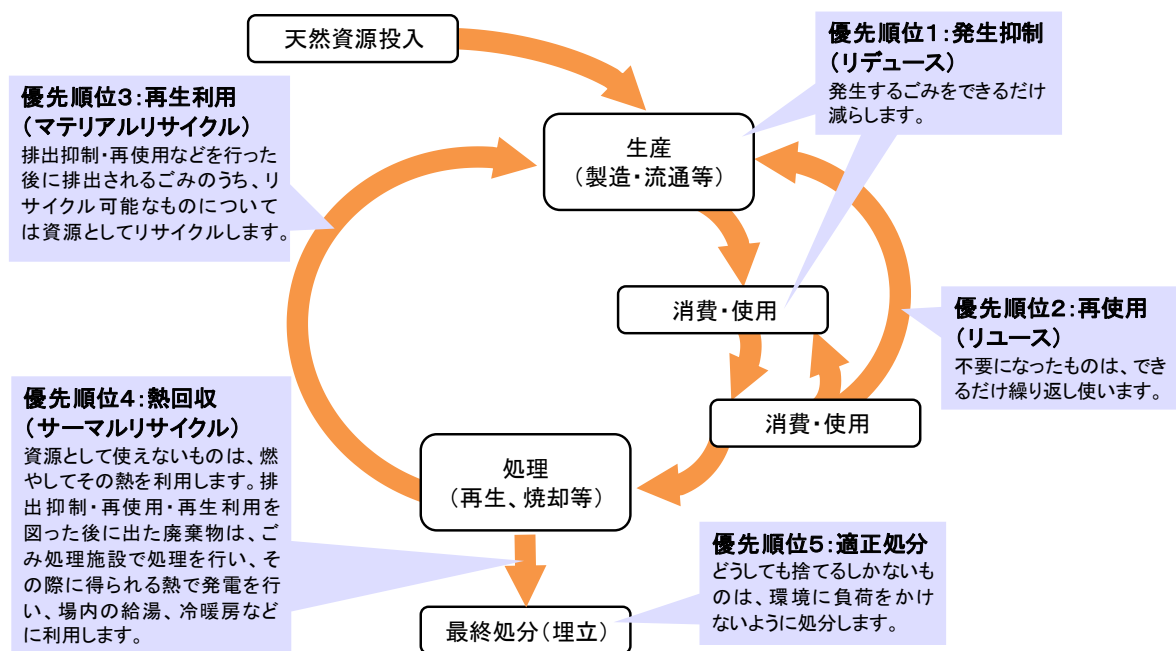 天然資源投入
優先順位1：発生抑制
（リデュース）
発生するごみをできるだけ
減らします。
優先順位3：再生利用
（マテリアルリサイクル）
排出抑制・再使用などを行った
後に排出されるごみのうち、リ
サイクル可能なものについて
は資源としてリサイクルします。
生産
（製造・流通等）
消費・使用
優先順位2：再使用
（リユース）
不要になったものは、でき
るだけ繰り返し使います。
優先順位4：熱回収
（サーマルリサイクル）
資源として使えないものは、燃
やしてその熱を利用します。排
出抑制・再使用・再生利用を
図った後に出た廃棄物は、ご
み処理施設で処理を行い、そ
の際に得られる熱で発電を行
い、場内の給湯、冷暖房など
に利用します。
消費・使用
処理
（再生、焼却等）
優先順位5：適正処分
どうしても捨てるしかないも
のは、環境に負荷をかけ
ないように処分します。
最終処分（埋立）